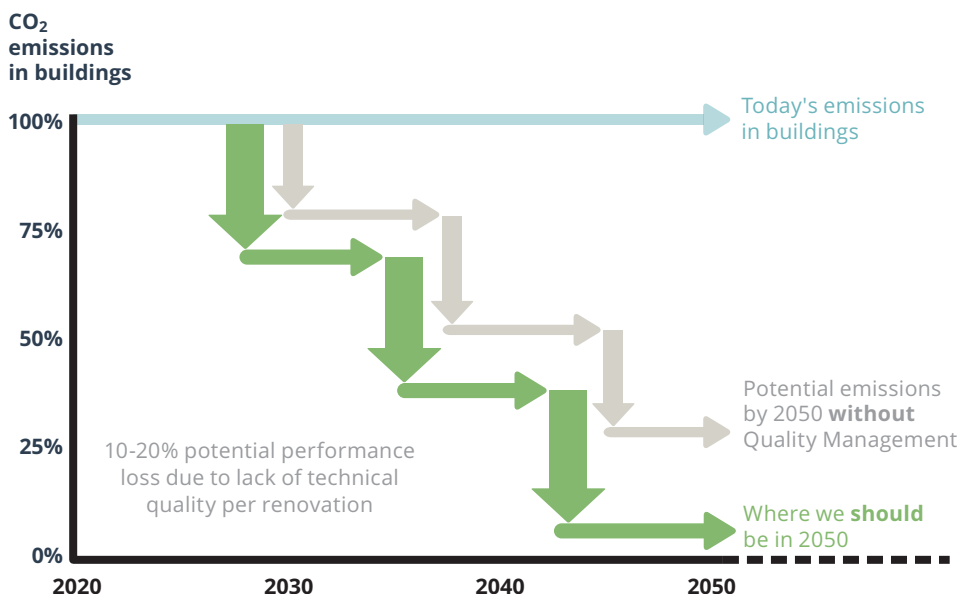 CO₂
emissions
in buildings
100%
Today's emissions
in buildings
75%
50%
Potential emissions
by 2050 without
Quality Management
25%
10-20% potential performance
loss due to lack of technical
quality per renovation
Where we should
be in 2050
0%
2020 2030 2040 2050